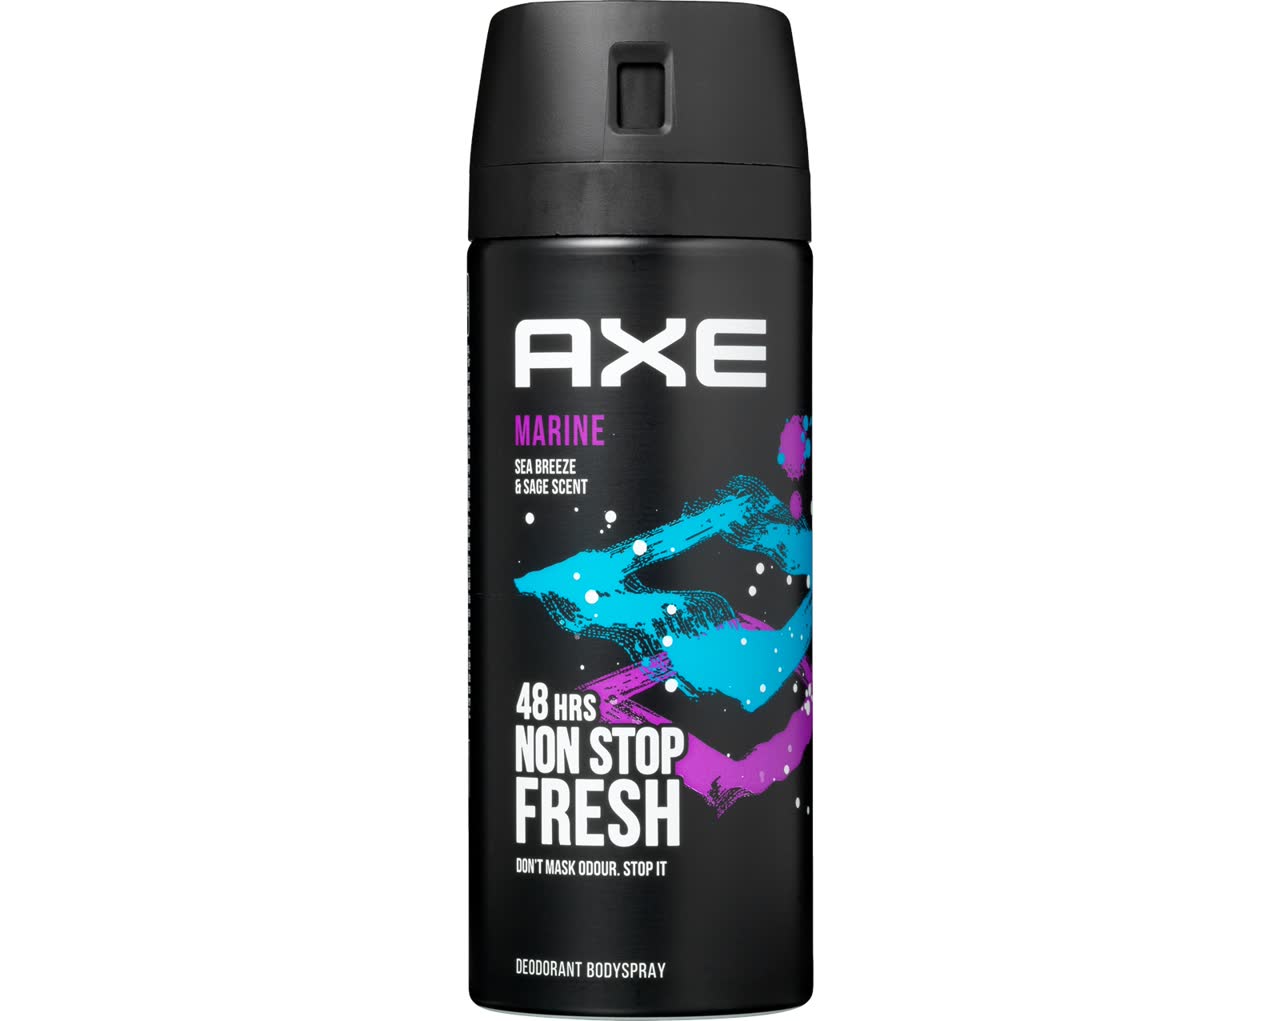 AXE
MARINE
SEA BREEZE
& SAGE SCENT
48 HRS
NON STOP
FRESH
DON'T MASK ODOUR. STOP IT
DEODORANT BODYSPRAY